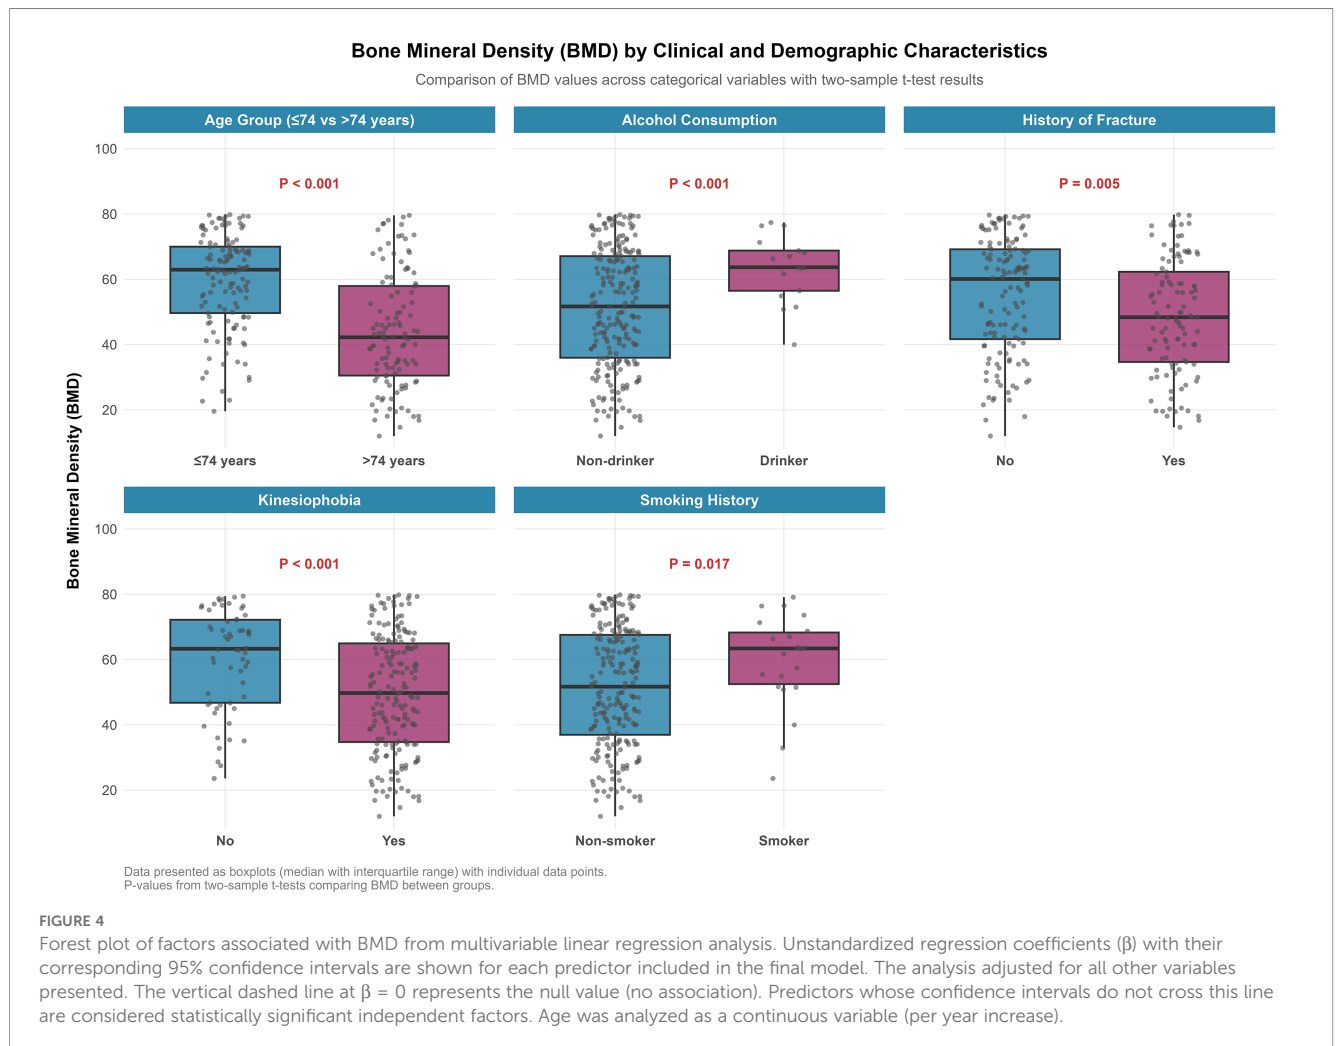 Bone Mineral Density (BMD) by Clinical and Demographic Characteristics
Comparison of BMD values across categorical variables with two-sample t-test results
Bone Mineral Density (BMD)
Age Group (≤74 vs >74 years)
Alcohol Consumption
History of Fracture
100
80
60
40
20
P < 0.001
P < 0.001
P = 0.005
≤74 years
>74 years
Non-drinker
Drinker
No
Yes
Kinesiophobia
Smoking History
100
80
60
40
20
P < 0.001
P = 0.017
No
Yes
Non-smoker
Smoker
Data presented as boxplots (median with interquartile range) with individual data points.
P-values from two-sample t-tests comparing BMD between groups.
FIGURE 4
Forest plot of factors associated with BMD from multivariable linear regression analysis. Unstandardized regression coefficients (β) with their
corresponding 95% confidence intervals are shown for each predictor included in the final model. The analysis adjusted for all other variables
presented. The vertical dashed line at β = 0 represents the null value (no association). Predictors whose confidence intervals do not cross this line
are considered statistically significant independent factors. Age was analyzed as a continuous variable (per year increase).